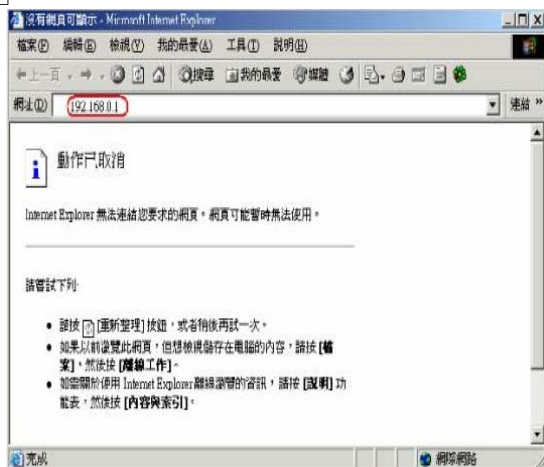 沒有網頁可顯示 - Microsoft Internet Explorer
檔案(F) 編輯(E) 檢視(V) 我的最愛(A) 工具(T) 說明(H)
上一頁 搜尋 我的最愛 媒體
網址(D) 192.168.0.1 連結 »
動作已取消
Internet Explorer 無法連結您要求的網頁。網頁可能暫時無法使用。
請嘗試下列:
請按 [重新整理] 按鈕,或者稍後再試一次。
如果以前瀏覽此網頁,但想檢視儲存在電腦的內容,請按 [檔
案],然後按 [離線工作]。
如需關於使用 Internet Explorer 離線瀏覽的資訊,請按 [說明] 功
能表,然後按 [內容與索引]。
完成 網際網路